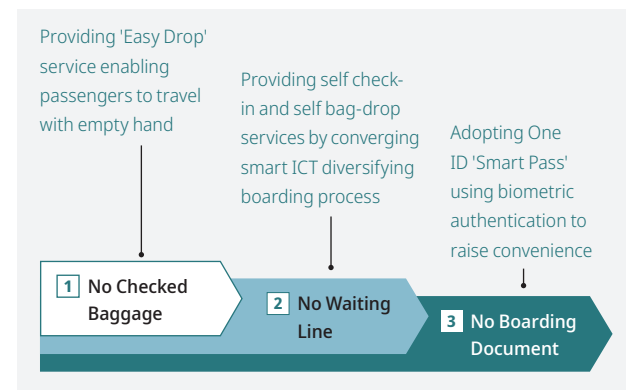 Providing 'Easy Drop'
service enabling
passengers to travel
with empty hand
Providing self check-
in and self bag-drop
services by converging
smart ICT diversifying
boarding process
Adopting One
ID 'Smart Pass'
using biometric
authentication to
raise convenience
1 No Checked
Baggage
2 No Waiting
Line
3 No Boarding
Document